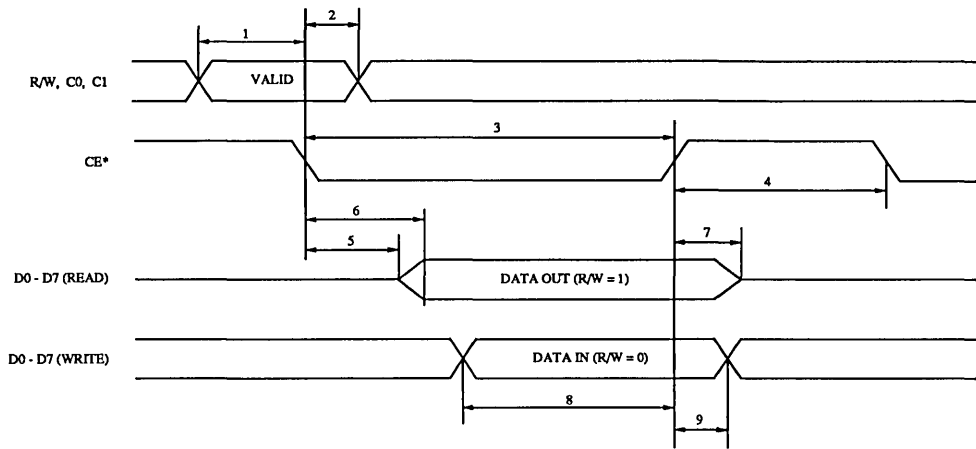 1
2
R/W, C0, C1
VALID
3
CE*
4
6
5
7
D0 - D7 (READ)
DATA OUT (R/W = 1)
D0 - D7 (WRITE)
DATA IN (R/W = 0)
8
9